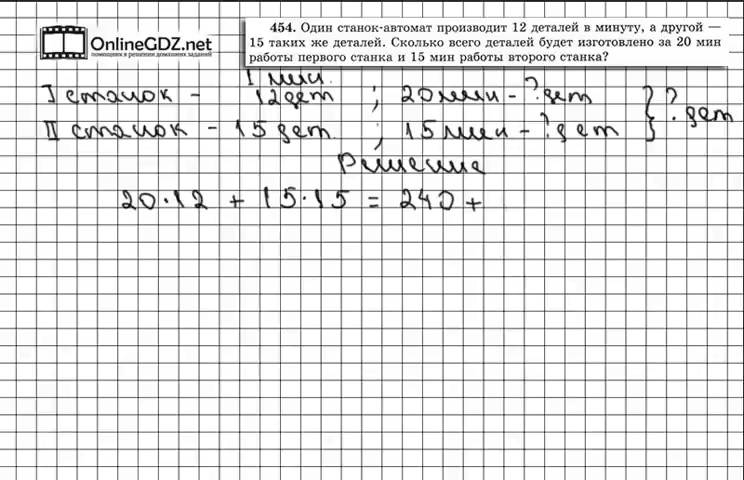 OnlineGDZ.net
помощники в решении домашних заданий
454. Один станок-автомат производит 12 деталей в минуту, а другой —
15 таких же деталей. Сколько всего деталей будет изготовлено за 20 мин
работы первого станка и 15 мин работы второго станка?
1 мин.
I станок - 12 дет ; 20 мин - ? дет
II станок - 15 дет ; 15 мин - ? дет } ? дет
Решение
20·12 + 15·15 = 240 +